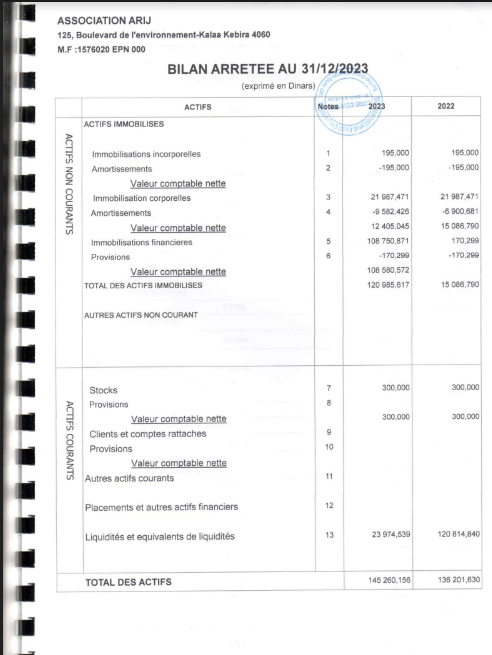 ASSOCIATION ARIJ
125, Boulevard de l'environnement-Kalaa Kebira 4060
M.F :1576020 EPN 000
BILAN ARRETEE AU 31/12/2023
(exprimé en Dinars)
ACTIFS Notes 2023 2022
ACTIFS NON COURANTS
ACTIFS IMMOBILISES
Immobilisations incorporelles 1 195,000 195,000
Amortissements 2 -195,000 -195,000
Valeur comptable nette
Immobilisation corporelles 3 21 987,471 21 987,471
Amortissements 4 -9 582,426 -6 900,681
Valeur comptable nette 12 405,045 15 086,790
Immobilisations financieres 5 108 750,871 170,299
Provisions 6 -170,299 -170,299
Valeur comptable nette 108 580,572
TOTAL DES ACTIFS IMMOBILISES 120 985,617 15 086,790
AUTRES ACTIFS NON COURANT
ACTIFS COURANTS
Stocks 7 300,000 300,000
Provisions 8
Valeur comptable nette 300,000 300,000
Clients et comptes rattaches 9
Provisions 10
Valeur comptable nette
Autres actifs courants 11
Placements et autres actifs financiers 12
Liquidités et equivalents de liquidités 13 23 974,539 120 814,840
TOTAL DES ACTIFS 145 260,156 136 201,630